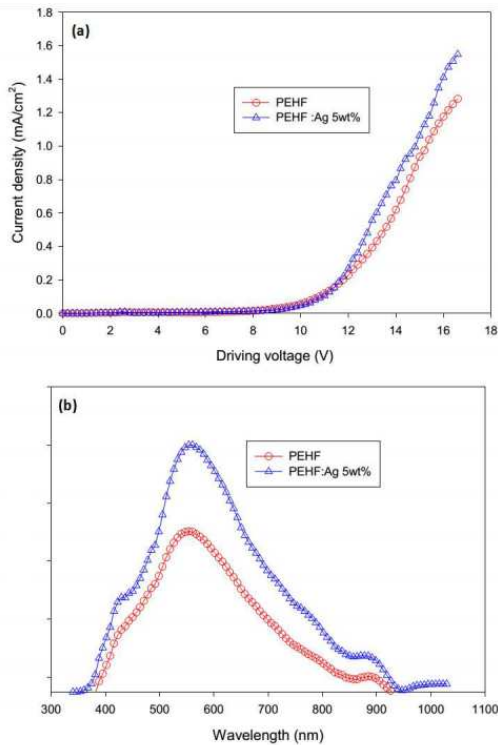 (a)
1.8
1.6
1.4
1.2
1.0
0.8
0.6
0.4
0.2
0.0
Current density (mA/cm²)
PEHF
PEHF :Ag 5wt%
0 2 4 6 8 10 12 14 16 18
Driving voltage (V)
(b)
PEHF
PEHF:Ag 5wt%
300 400 500 600 700 800 900 1000 1100
Wavelength (nm)